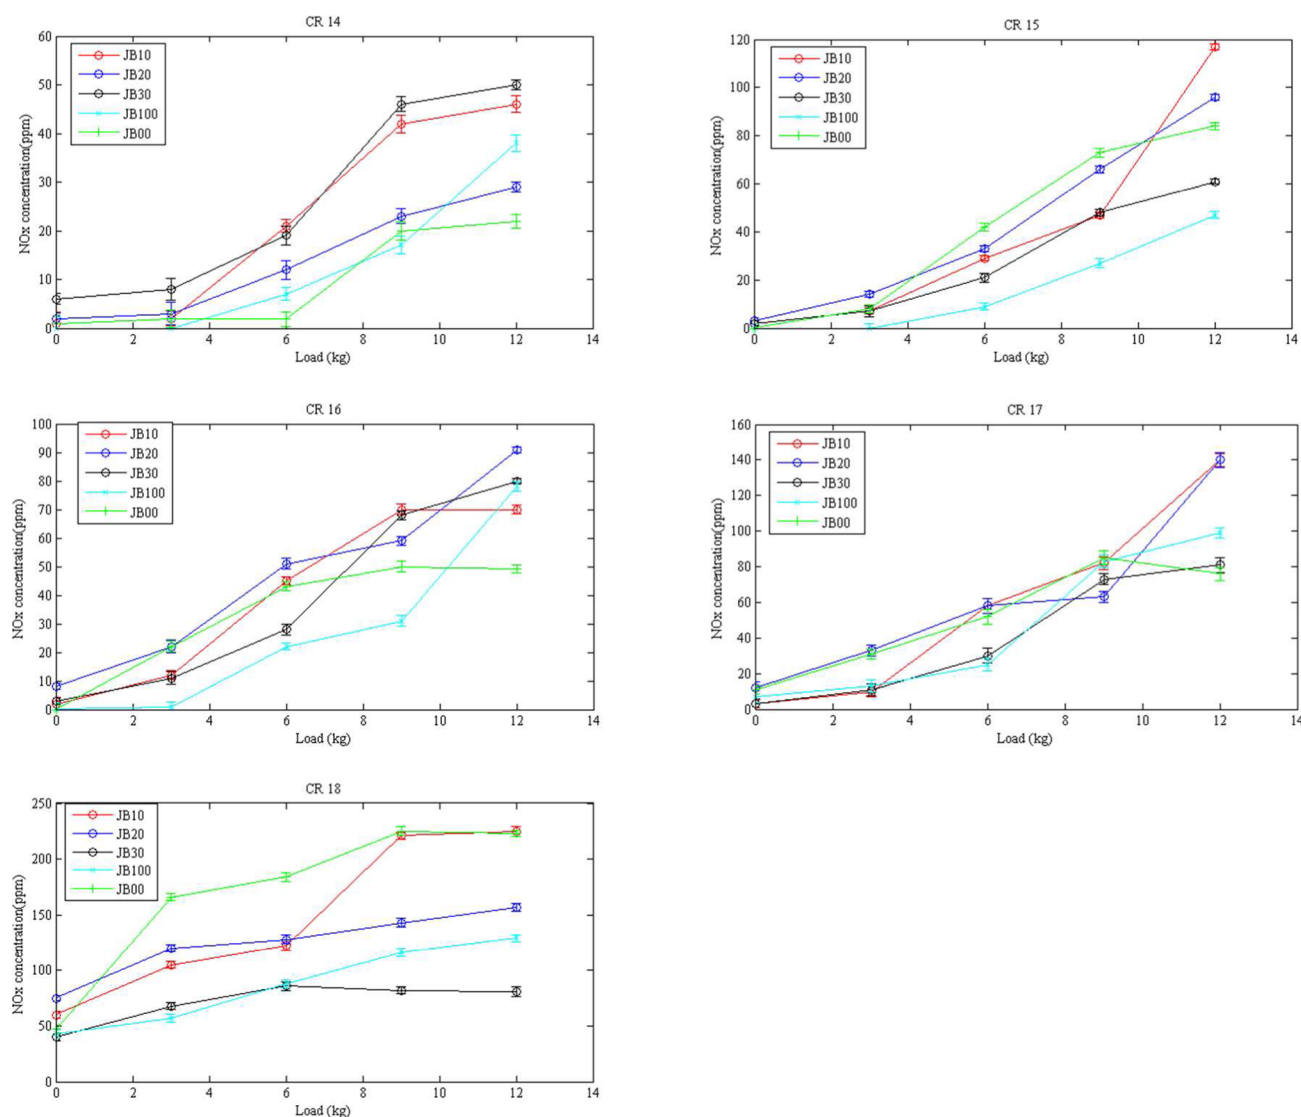 CR 14
60
50
40
30
20
10
0
NOx concentration(ppm)
JB10
JB20
JB30
JB100
JB00
0 2 4 6 8 10 12 14
Load (kg)
CR 15
120
100
80
60
40
20
0
NOx concentration(ppm)
JB10
JB20
JB30
JB100
JB00
0 2 4 6 8 10 12 14
Load (kg)
CR 16
100
90
80
70
60
50
40
30
20
10
0
NOx concentration(ppm)
JB10
JB20
JB30
JB100
JB00
0 2 4 6 8 10 12 14
Load (kg)
CR 17
160
140
120
100
80
60
40
20
0
NOx concentration(ppm)
JB10
JB20
JB30
JB100
JB00
0 2 4 6 8 10 12 14
Load (kg)
CR 18
250
200
150
100
50
0
NOx concentration(ppm)
JB10
JB20
JB30
JB100
JB00
0 2 4 6 8 10 12 14
Load (kg)